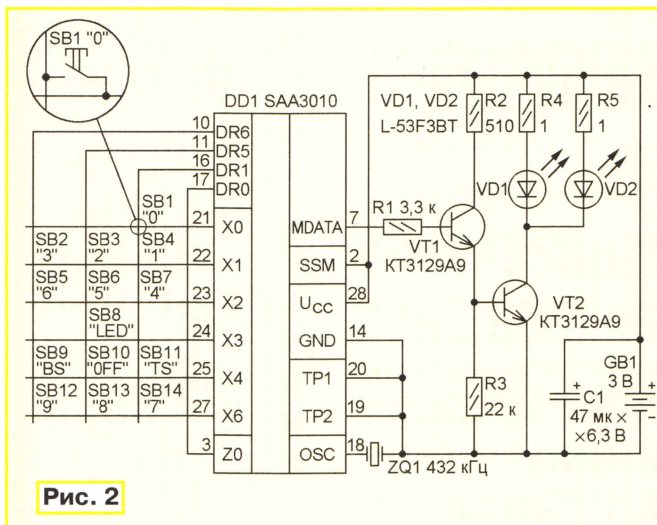 SB1 "0"
DD1 SAA3010
VD1, VD2
L-53F3BT
R2
510
R4
1
R5
1
10
DR6
11
DR5
16
DR1
17
DR0
SB1
"0"
21
X0
MDATA
7
R1 3,3 к
VT1
КТ3129А9
VD1
VD2
SB2
"3"
SB3
"2"
SB4
"1"
22
X1
SSM
2
SB5
"6"
SB6
"5"
SB7
"4"
23
X2
UCC
28
VT2
КТ3129А9
SB8
"LED"
24
X3
GND
14
SB9
"BS"
SB10
"0FF"
SB11
"TS"
25
X4
TP1
20
R3
22 к
GB1
3 В
+
+
C1
47 мк ×
×6,3 В
−
SB12
"9"
SB13
"8"
SB14
"7"
27
X6
TP2
19
3
Z0
OSC
18
ZQ1 432 кГц
Рис. 2